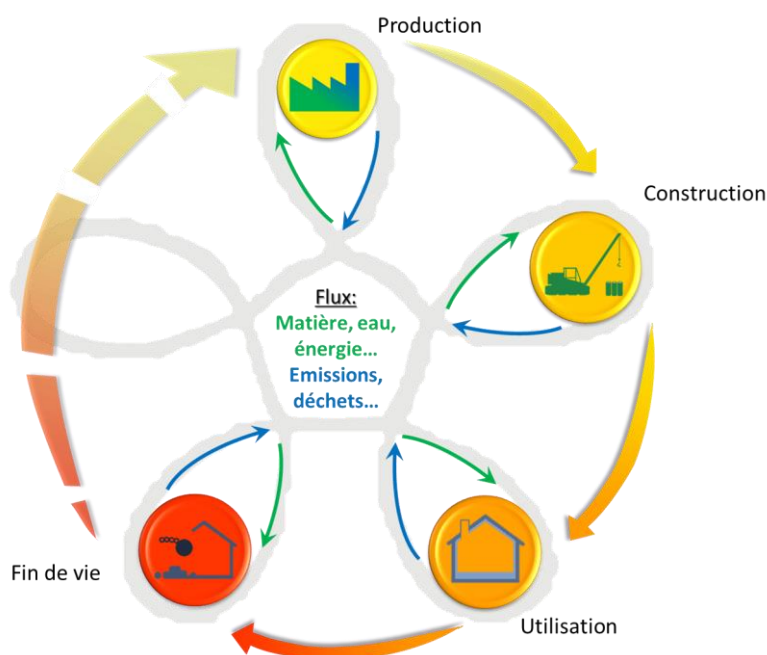 Production
Construction
Flux:
Matière, eau,
énergie...
Emissions,
déchets...
Fin de vie
Utilisation